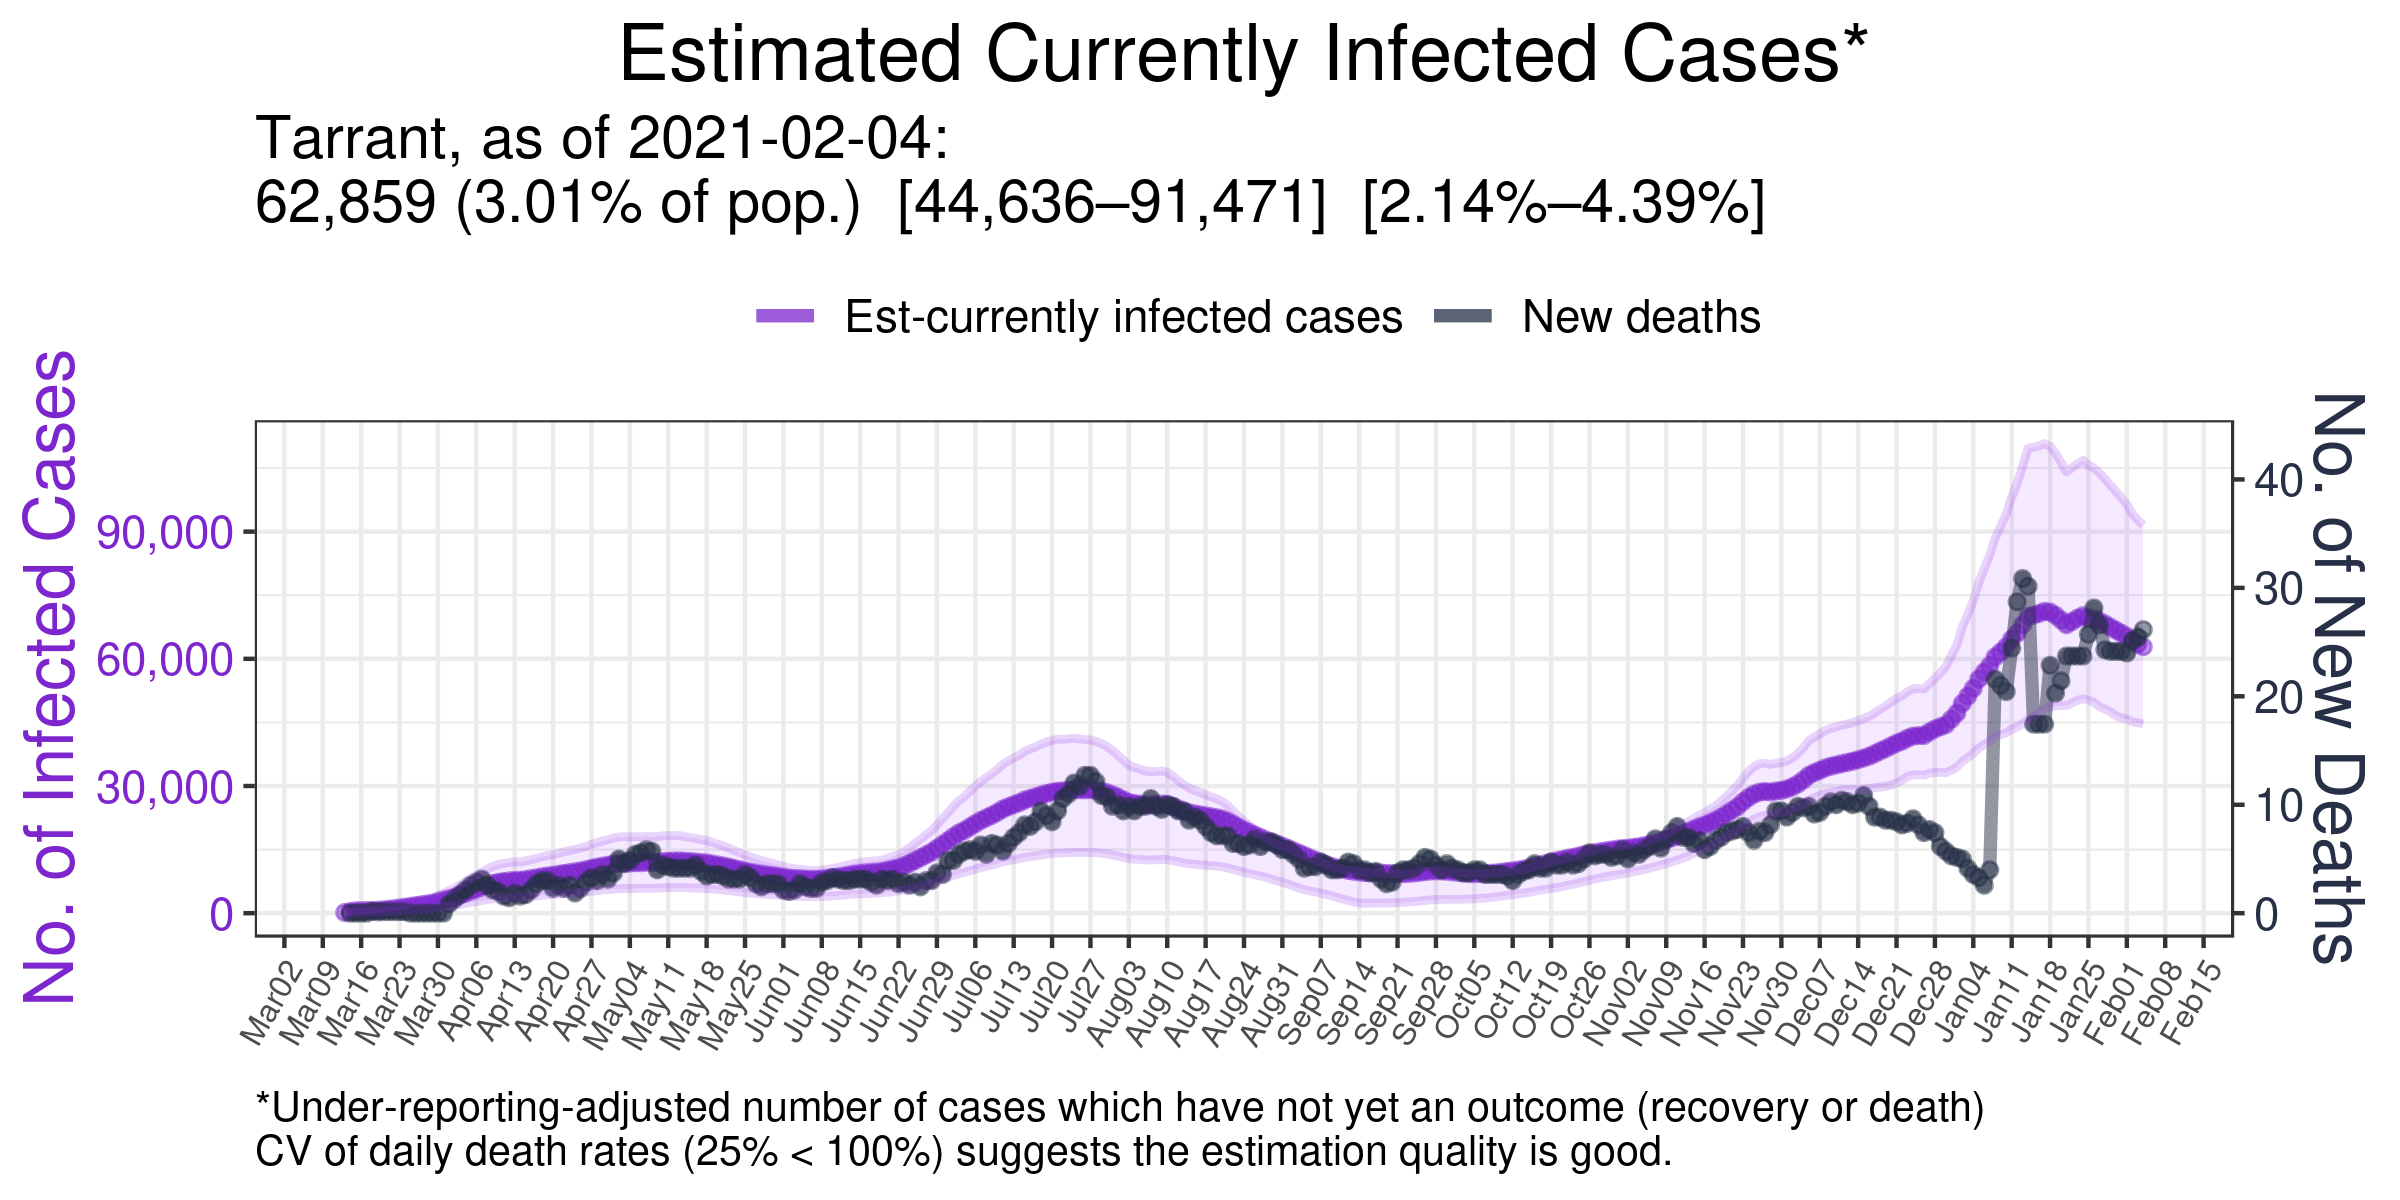 Estimated Currently Infected Cases*
Tarrant, as of 2021-02-04:
62,859 (3.01% of pop.)  [44,636–91,471]  [2.14%–4.39%]
Est-currently infected cases
New deaths
No. of Infected Cases
90,000
60,000
30,000
0
40
30
20
10
0
No. of New Deaths
Mar02
Mar09
Mar16
Mar23
Mar30
Apr06
Apr13
Apr20
Apr27
May04
May11
May18
May25
Jun01
Jun08
Jun15
Jun22
Jun29
Jul06
Jul13
Jul20
Jul27
Aug03
Aug10
Aug17
Aug24
Aug31
Sep07
Sep14
Sep21
Sep28
Oct05
Oct12
Oct19
Oct26
Nov02
Nov09
Nov16
Nov23
Nov30
Dec07
Dec14
Dec21
Dec28
Jan04
Jan11
Jan18
Jan25
Feb01
Feb08
Feb15
*Under-reporting-adjusted number of cases which have not yet an outcome (recovery or death)
CV of daily death rates (25% < 100%) suggests the estimation quality is good.